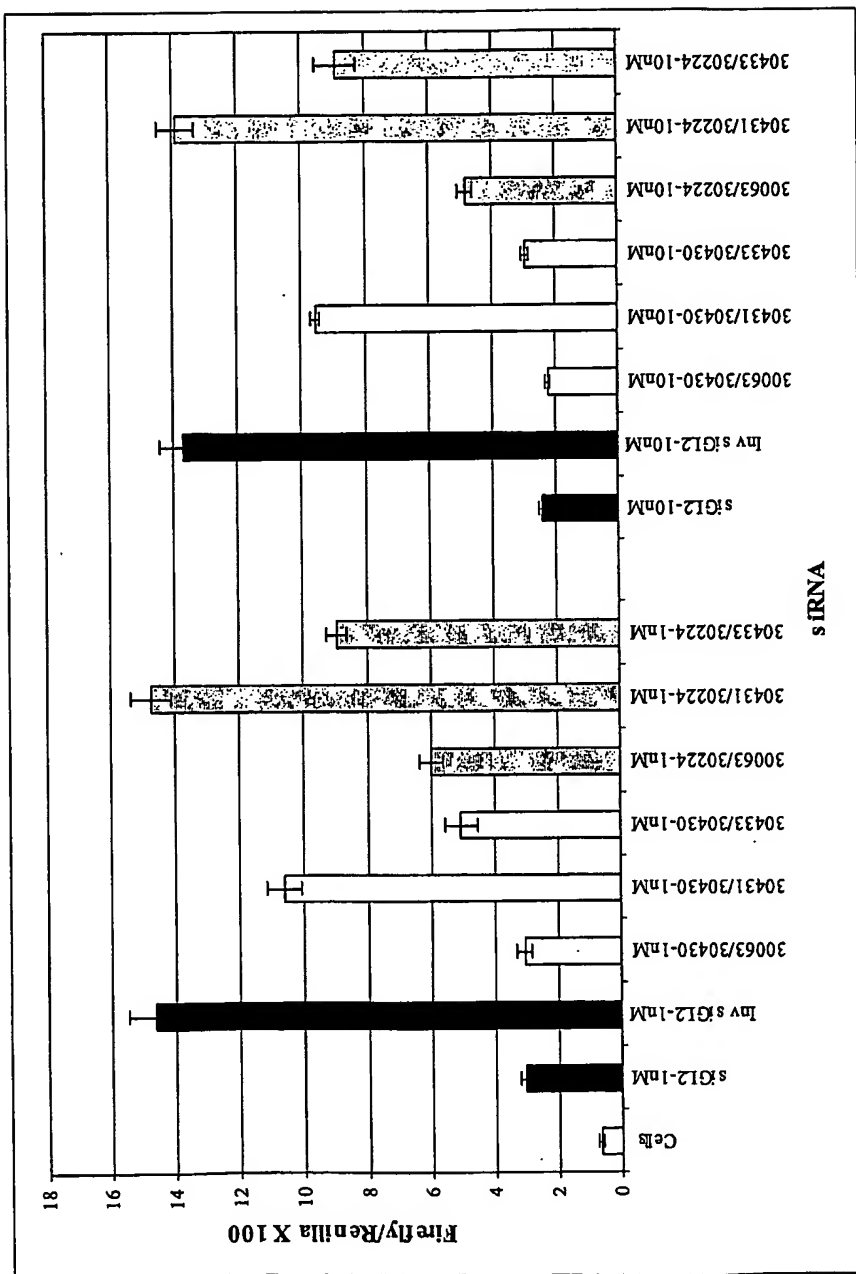 Firefly/Renilla X 100
18
16
14
12
10
8
6
4
2
0
Cells
siGL2-1nM
Inv siGL2-1nM
30063/30430-1nM
30431/30430-1nM
30433/30430-1nM
30063/30224-1nM
30431/30224-1nM
30433/30224-1nM
siGL2-10nM
Inv siGL2-10nM
30063/30430-10nM
30431/30430-10nM
30433/30430-10nM
30063/30224-10nM
30431/30224-10nM
30433/30224-10nM
siRNA